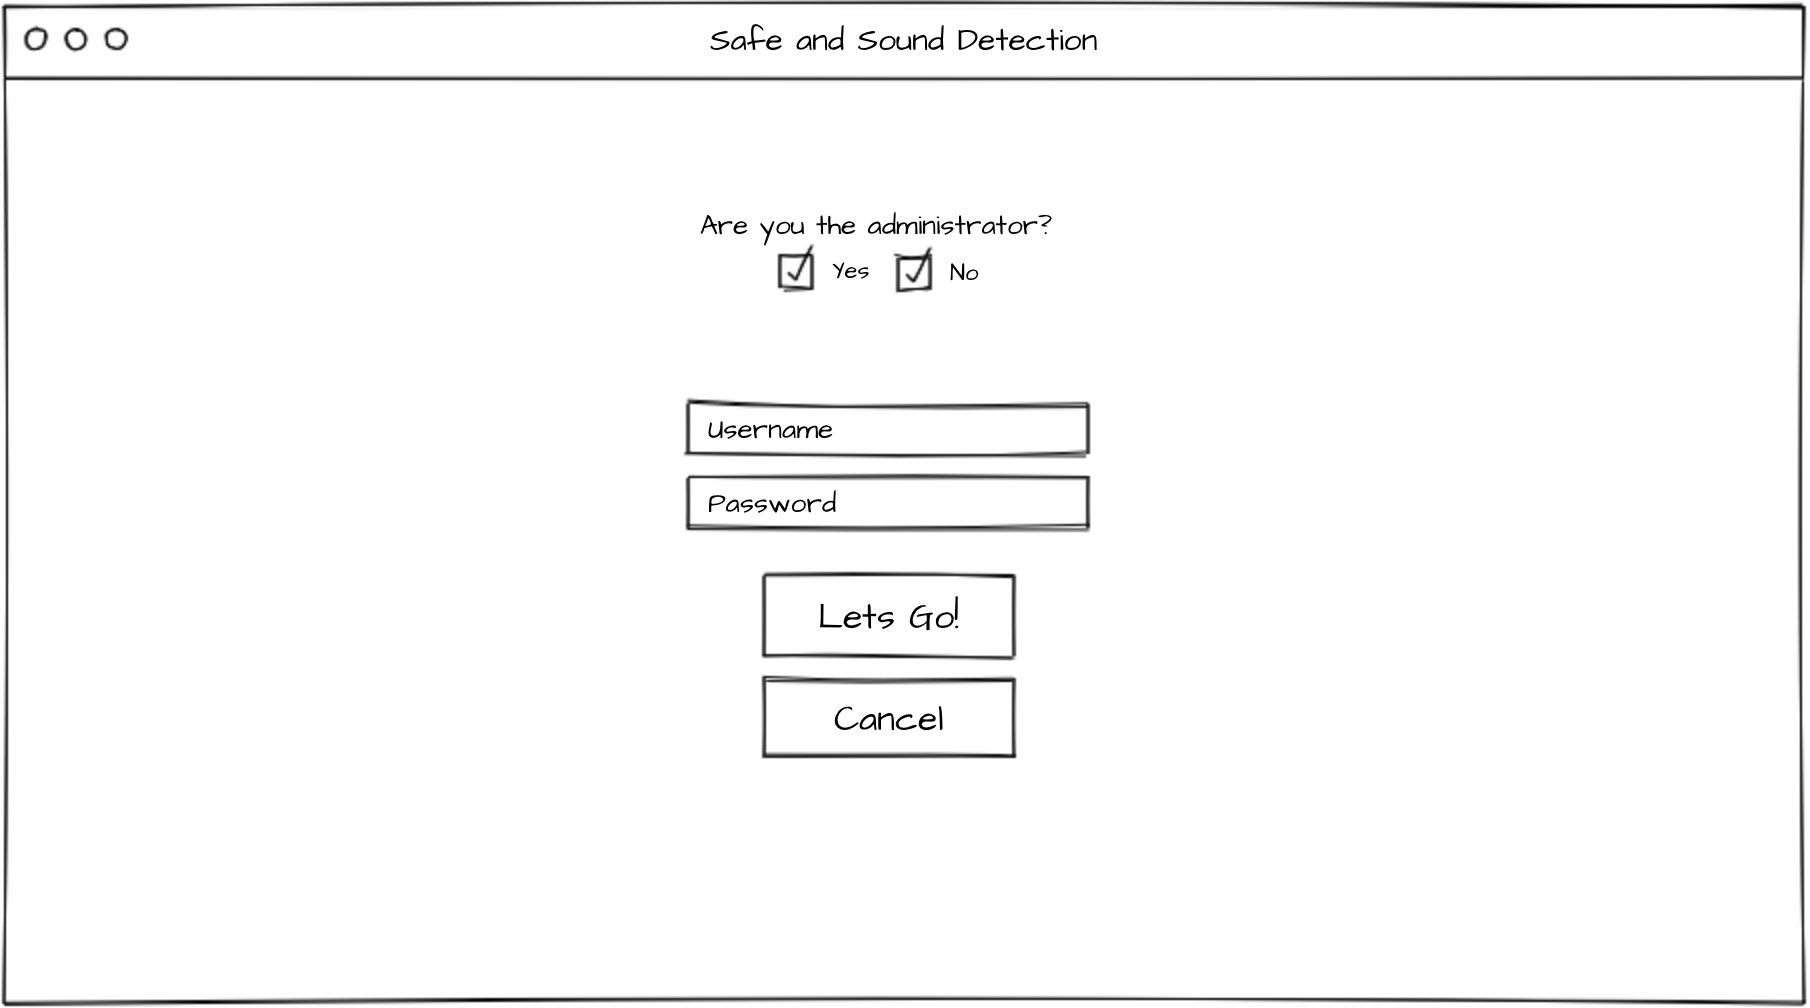 Safe and Sound Detection
Are you the administrator?
Yes No
Username
Password
Lets Go!
Cancel